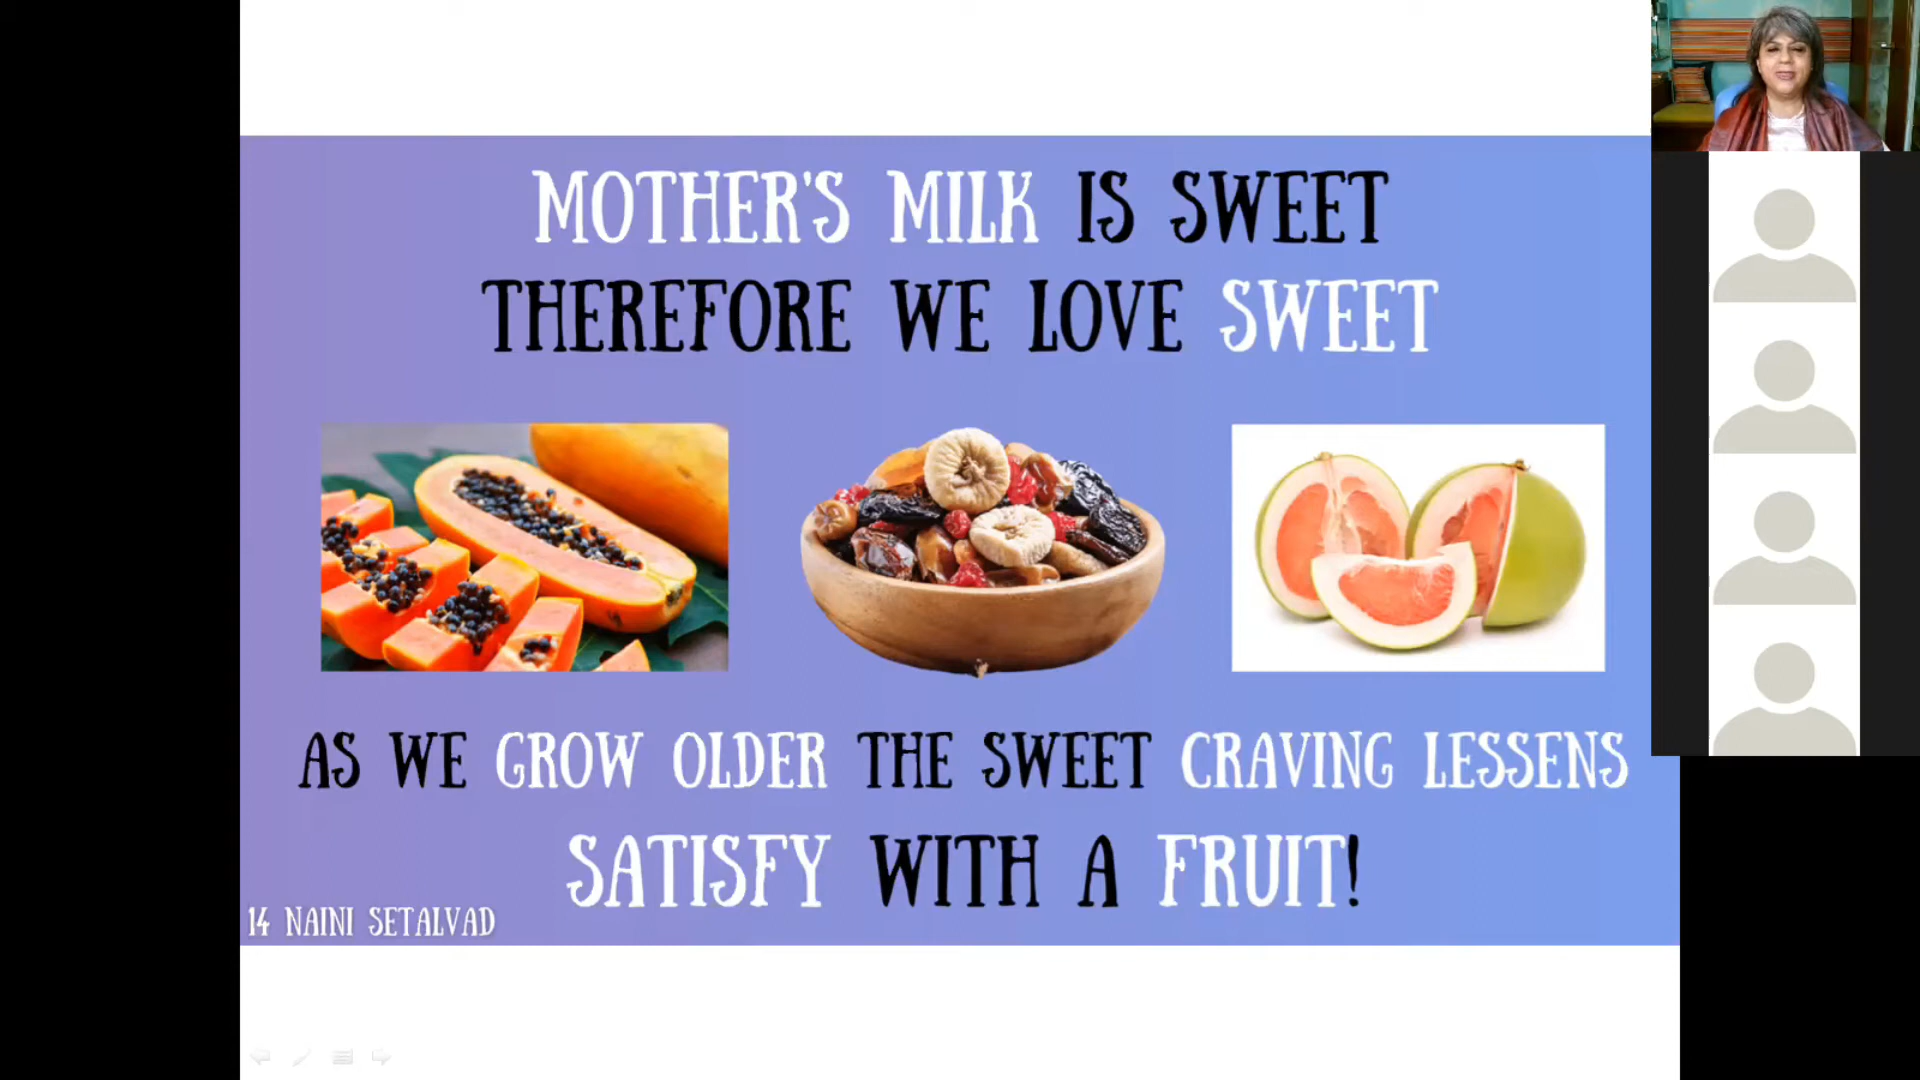 MOTHER'S MILK IS SWEET
THEREFORE WE LOVE SWEET
AS WE GROW OLDER THE SWEET CRAVING LESSENS
SATISFY WITH A FRUIT!
14 NAINI SETALVAD